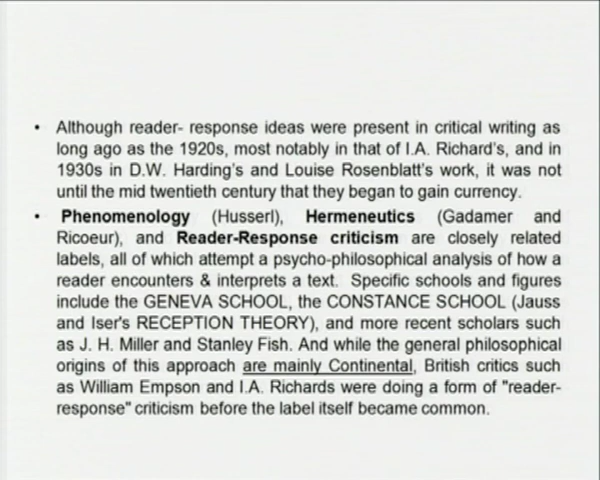 • Although reader- response ideas were present in critical writing as
long ago as the 1920s, most notably in that of I.A. Richard's, and in
1930s in D.W. Harding's and Louise Rosenblatt's work, it was not
until the mid twentieth century that they began to gain currency.
• Phenomenology (Husserl), Hermeneutics (Gadamer and
Ricoeur), and Reader-Response criticism are closely related
labels, all of which attempt a psycho-philosophical analysis of how a
reader encounters & interprets a text. Specific schools and figures
include the GENEVA SCHOOL, the CONSTANCE SCHOOL (Jauss
and Iser's RECEPTION THEORY), and more recent scholars such
as J. H. Miller and Stanley Fish. And while the general philosophical
origins of this approach are mainly Continental, British critics such
as William Empson and I.A. Richards were doing a form of "reader-
response" criticism before the label itself became common.